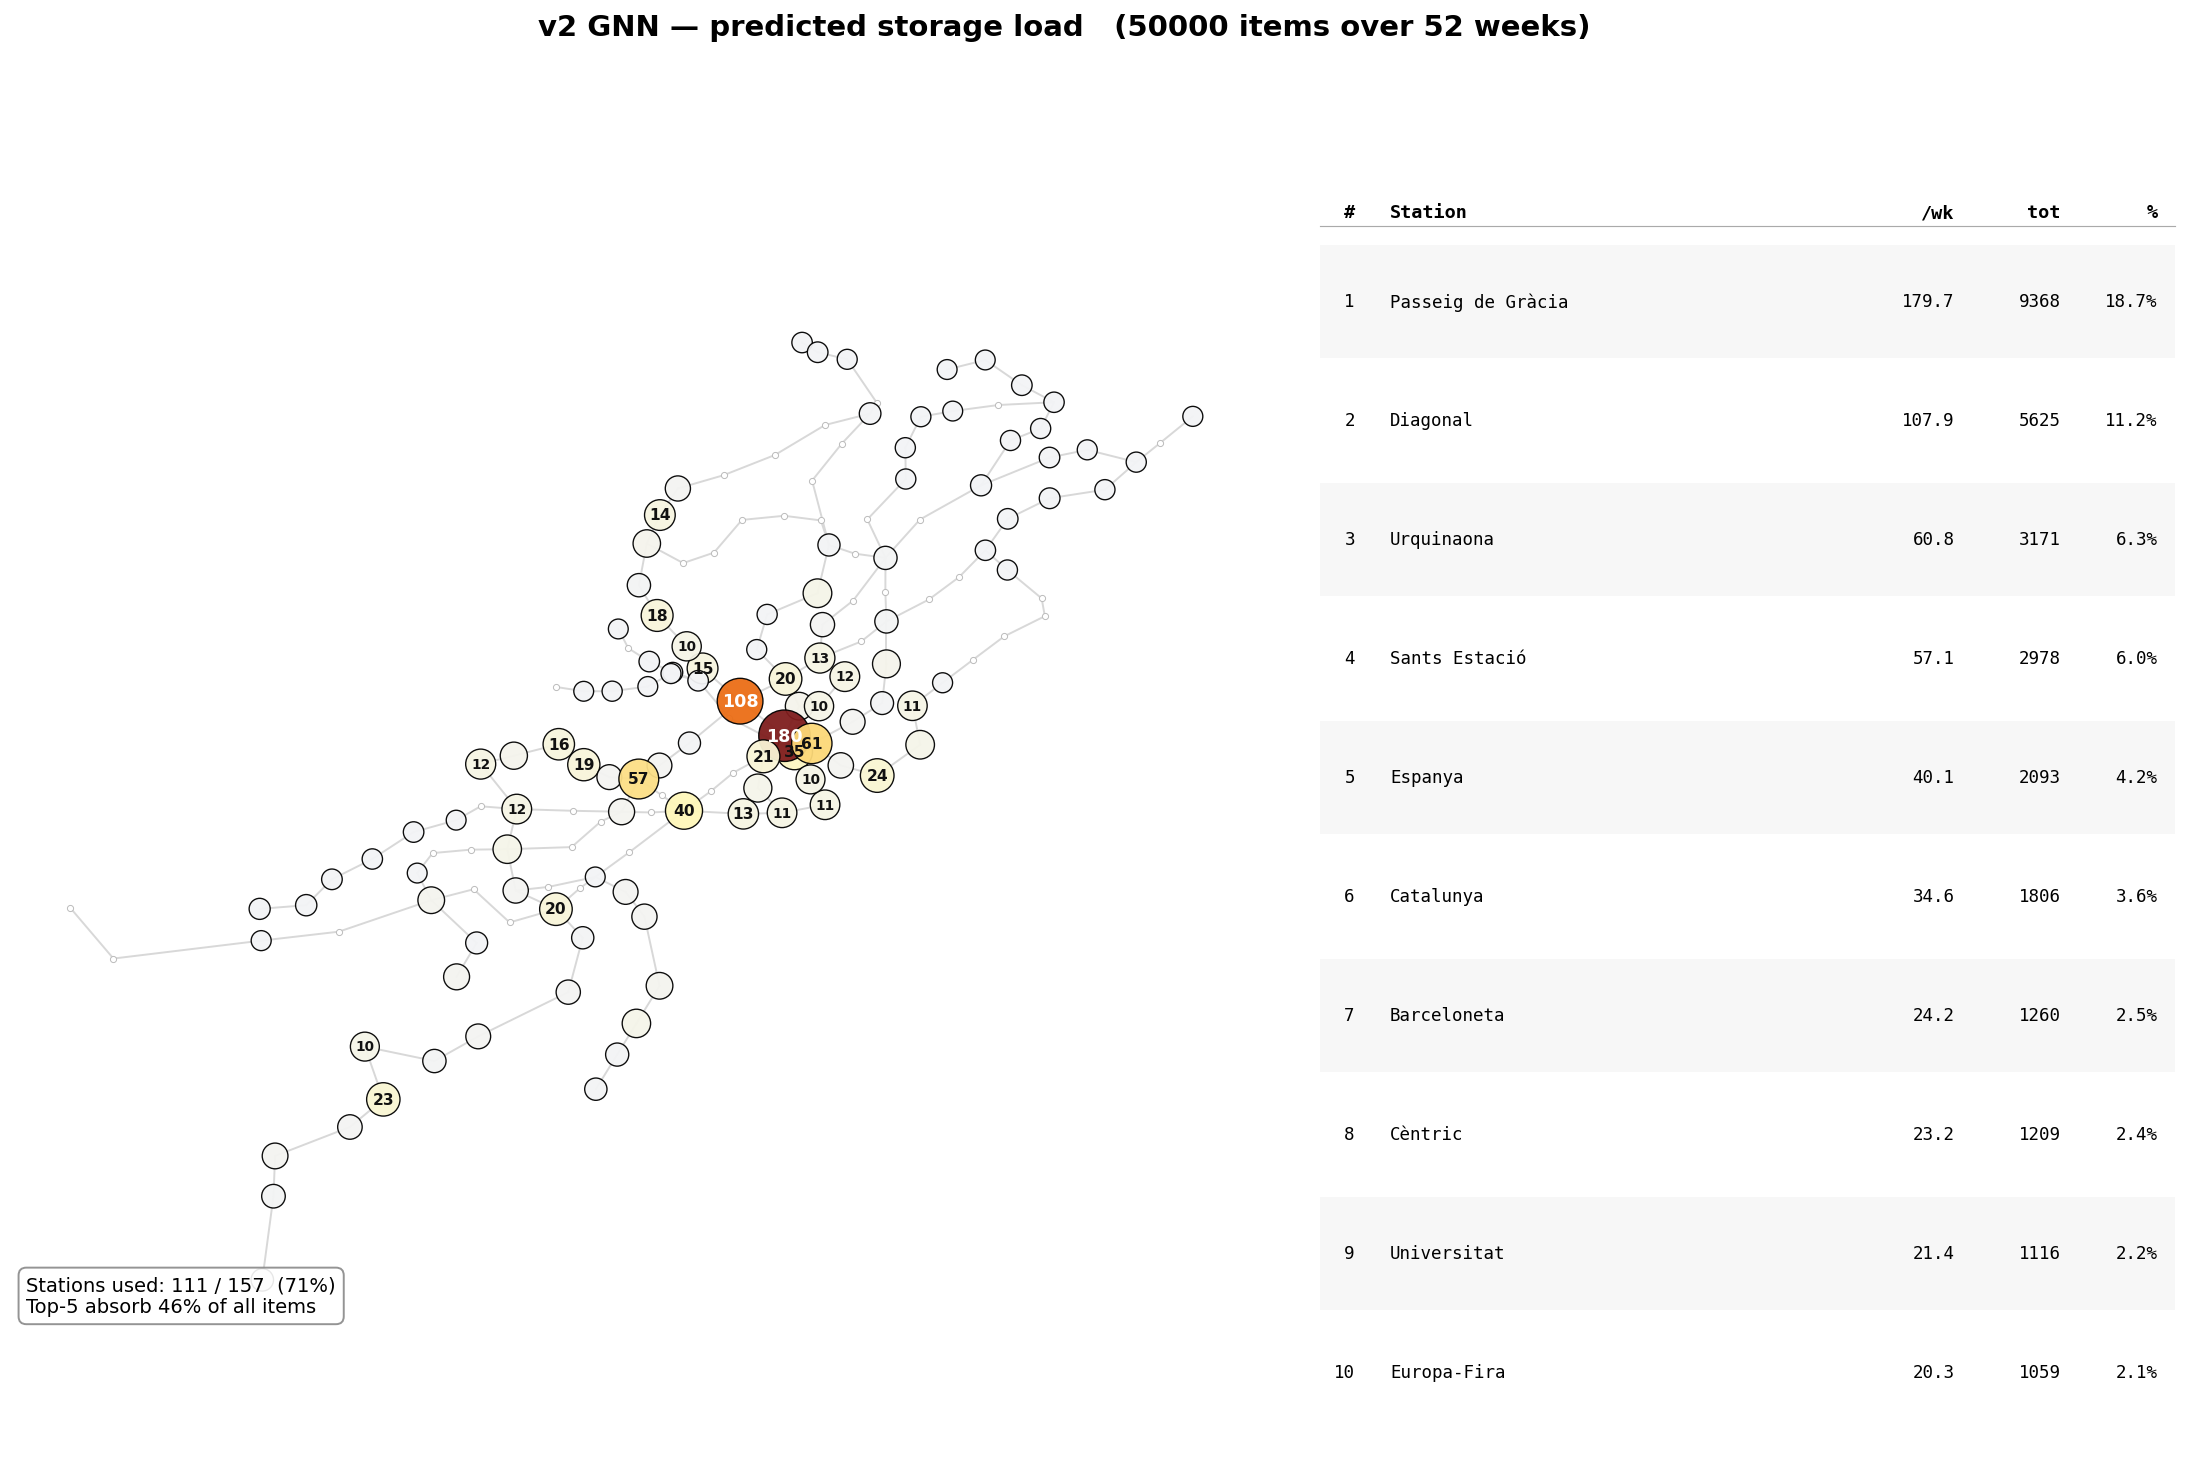 v2 GNN — predicted storage load (50000 items over 52 weeks)
14
18
10
15
13
20
12
108
10
11
180
61
35
21
16
19
12
57
10
24
12
40
13
11
11
20
10
23
Stations used: 111 / 157 (71%)
Top-5 absorb 46% of all items
# Station /wk tot %
1 Passeig de Gràcia 179.7 9368 18.7%
2 Diagonal 107.9 5625 11.2%
3 Urquinaona 60.8 3171 6.3%
4 Sants Estació 57.1 2978 6.0%
5 Espanya 40.1 2093 4.2%
6 Catalunya 34.6 1806 3.6%
7 Barceloneta 24.2 1260 2.5%
8 Cèntric 23.2 1209 2.4%
9 Universitat 21.4 1116 2.2%
10 Europa-Fira 20.3 1059 2.1%